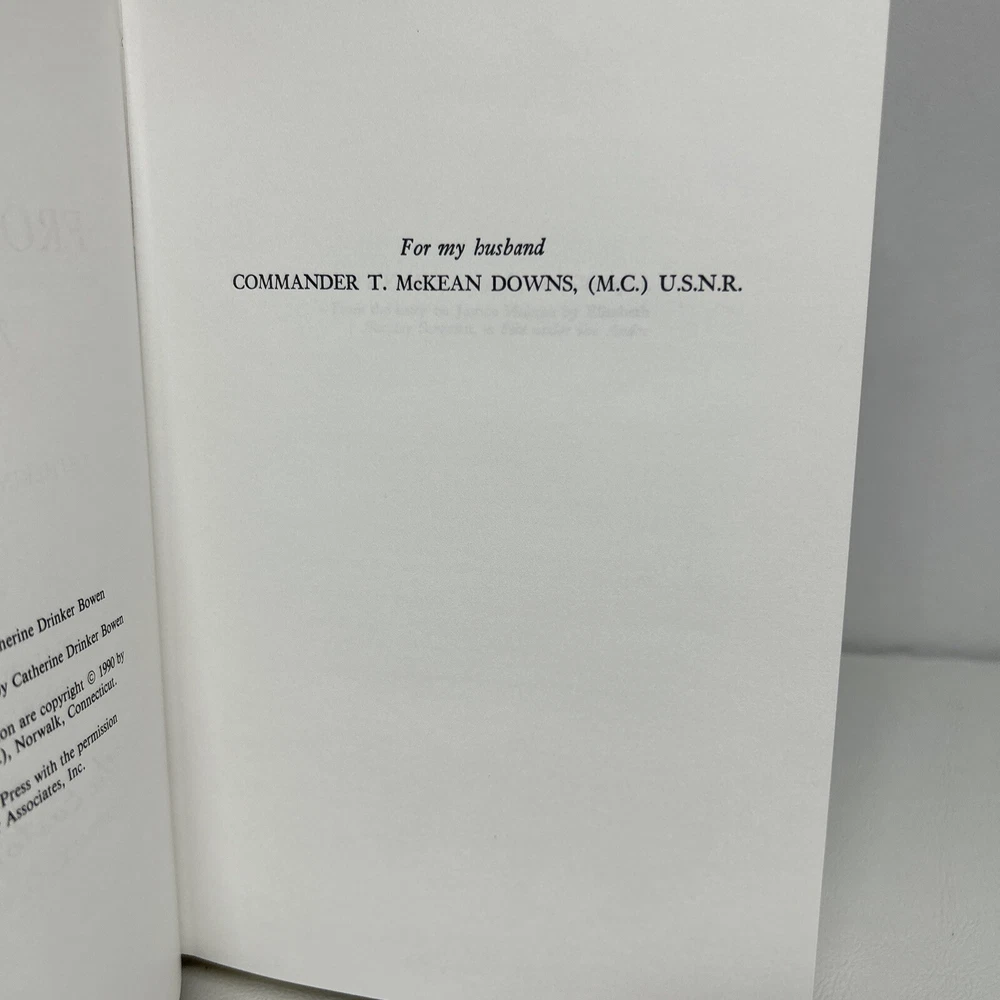 herine Drinker Bowen
y Catherine Drinker Bowen
on are copyright © 1990 by
.), Norwalk, Connecticut.
Press with the permission
Associates, Inc.
For my husband
COMMANDER T. McKEAN DOWNS, (M.C.) U.S.N.R.